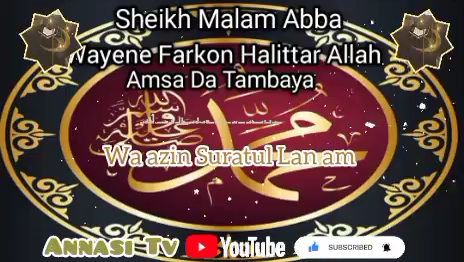 Sheikh Malam Abba
Wayene Farkon Halittar Allah
Amsa Da Tambaya
محمد
Wa azin Suratul Lan am
ANNASI Tv YouTube SUBSCRIBED